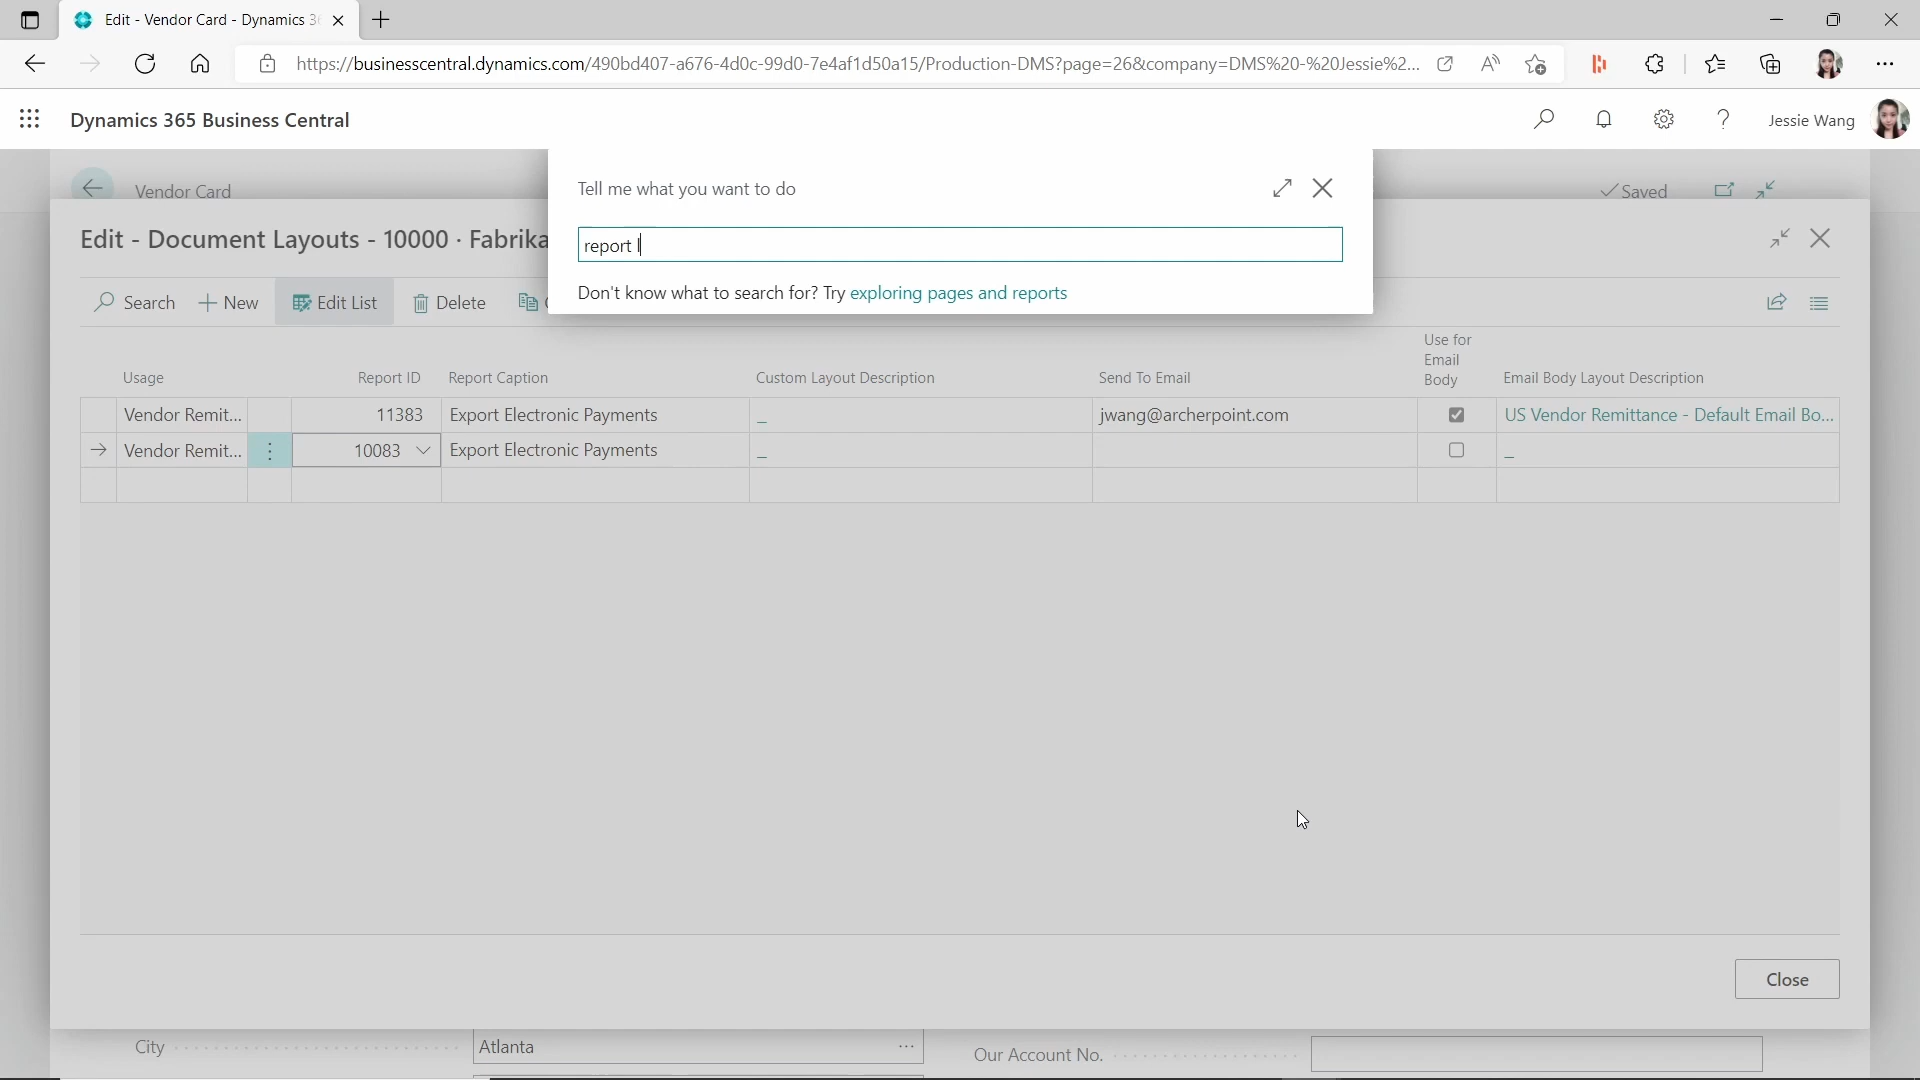 Edit - Vendor Card - Dynamics 36
https://businesscentral.dynamics.com/490bd407-a676-4d0c-99d0-7e4af1d50a15/Production-DMS?page=26&company=DMS%20-%20Jessie%2...
Dynamics 365 Business Central
Jessie Wang
Vendor Card
Saved
Tell me what you want to do
report l
Don't know what to search for? Try exploring pages and reports
Edit - Document Layouts - 10000 · Fabrika
Search
New
Edit List
Delete
Usage
Report ID
Report Caption
Custom Layout Description
Send To Email
Use for
Email
Body
Email Body Layout Description
Vendor Remit... 11383 Export Electronic Payments _ jwang@archerpoint.com US Vendor Remittance - Default Email Bo...
Vendor Remit... 10083 Export Electronic Payments _ _
Close
City
Atlanta
Our Account No.